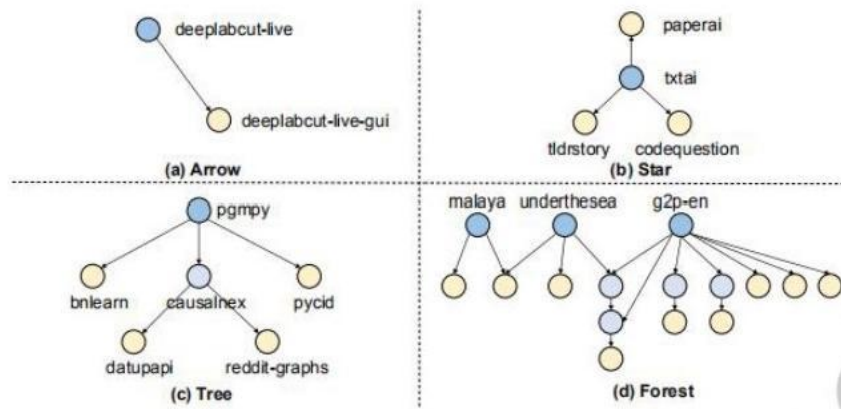 deeplabcut-live
deeplabcut-live-gui
(a) Arrow
paperai
txtai
tldrstory codequestion
(b) Star
pgmpy
bnlearn causalnex pycid
datupapi reddit-graphs
(c) Tree
malaya underthesea g2p-en
(d) Forest